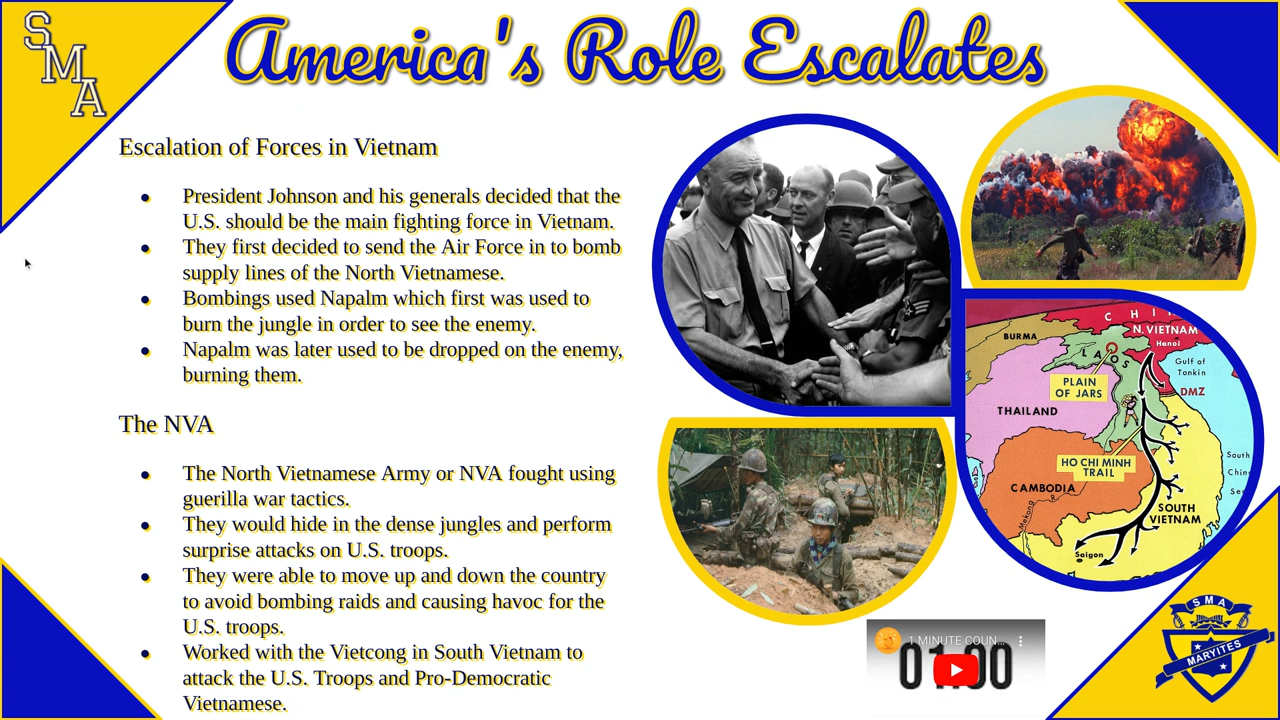 SMA
America's Role Escalates
Escalation of Forces in Vietnam
● President Johnson and his generals decided that the
U.S. should be the main fighting force in Vietnam.
● They first decided to send the Air Force in to bomb
supply lines of the North Vietnamese.
● Bombings used Napalm which first was used to
burn the jungle in order to see the enemy.
● Napalm was later used to be dropped on the enemy,
burning them.
The NVA
● The North Vietnamese Army or NVA fought using
guerilla war tactics.
● They would hide in the dense jungles and perform
surprise attacks on U.S. troops.
● They were able to move up and down the country
to avoid bombing raids and causing havoc for the
U.S. troops.
● Worked with the Vietcong in South Vietnam to
attack the U.S. Troops and Pro-Democratic
Vietnamese.
C H I
N. VIETNAM
BURMA
Hanoi
LAOS
Gulf of
Tonkin
PLAIN
OF JARS
DMZ
THAILAND
HO CHI MINH
TRAIL
South
Chin
Se
CAMBODIA
Mekong
R
SOUTH
VIETNAM
Saigon
1 MINUTE COUN...
01:00
SMA
MARYITES